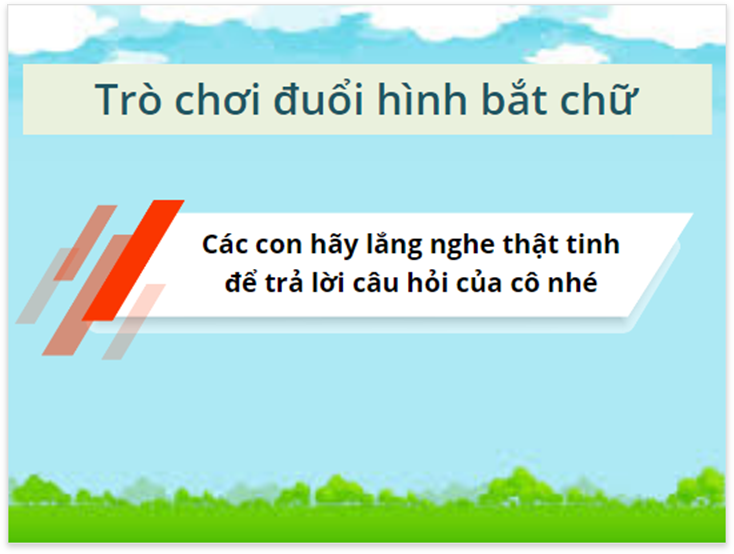 Trò chơi đuổi hình bắt chữ
Các con hãy lắng nghe thật tinh
để trả lời câu hỏi của cô nhé